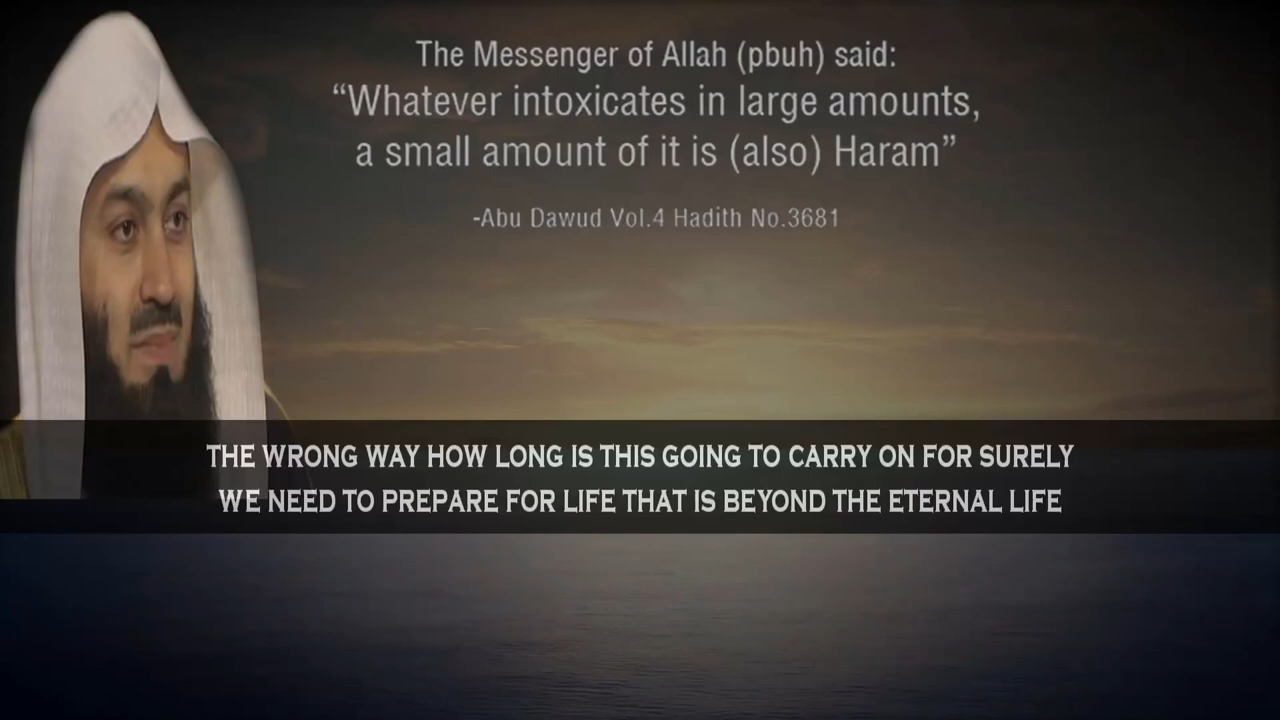 The Messenger of Allah (pbuh) said:
“Whatever intoxicates in large amounts,
a small amount of it is (also) Haram”
-Abu Dawud Vol.4 Hadith No.3681
THE WRONG WAY HOW LONG IS THIS GOING TO CARRY ON FOR SURELY
WE NEED TO PREPARE FOR LIFE THAT IS BEYOND THE ETERNAL LIFE